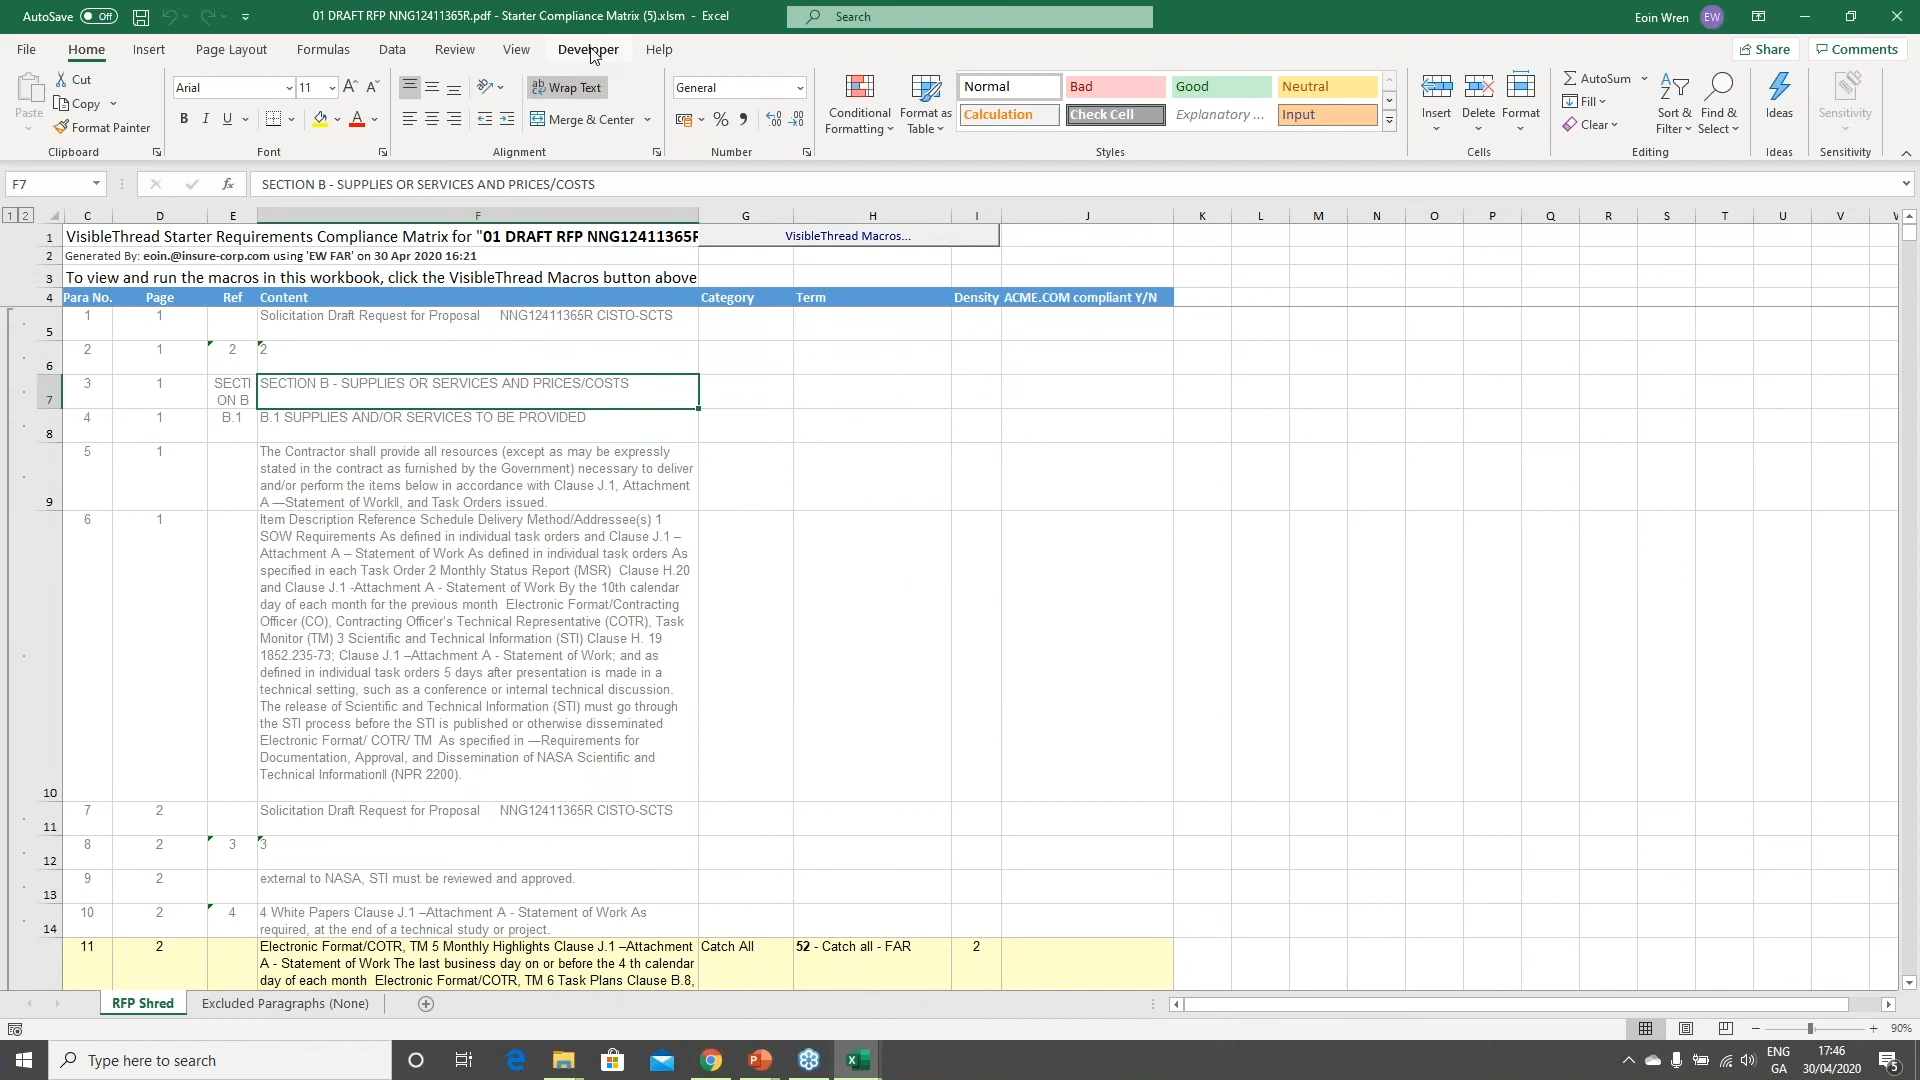 AutoSave Off
01 DRAFT RFP NNG12411365R.pdf - Starter Compliance Matrix (5).xlsm - Excel
Search
Eoin Wren EW
File Home Insert Page Layout Formulas Data Review View Developer Help
Share Comments
Paste
Cut
Copy
Format Painter
Clipboard
Arial 11
B I U
Font
Wrap Text
Merge & Center
Alignment
General
Number
Conditional Formatting
Format as Table
Normal Bad Good Neutral
Calculation Check Cell Explanatory ... Input
Styles
Insert Delete Format
Cells
AutoSum
Fill
Clear
Sort & Filter
Find & Select
Editing
Ideas
Ideas
Sensitivity
Sensitivity
F7
fx
SECTION B - SUPPLIES OR SERVICES AND PRICES/COSTS
1 2
C D E F G H I J K L M N O P Q R S T U V
1 VisibleThread Starter Requirements Compliance Matrix for "01 DRAFT RFP NNG12411365R
VisibleThread Macros...
2 Generated By: eoin.@insure-corp.com using 'EW FAR' on 30 Apr 2020 16:21
3 To view and run the macros in this workbook, click the VisibleThread Macros button above
4 Para No. Page Ref Content Category Term Density ACME.COM compliant Y/N
1 1 Solicitation Draft Request for Proposal NNG12411365R CISTO-SCTS
5
2 1 2 2
6
3 1 SECTI SECTION B - SUPPLIES OR SERVICES AND PRICES/COSTS
7 ON B
4 1 B.1 B.1 SUPPLIES AND/OR SERVICES TO BE PROVIDED
8
5 1 The Contractor shall provide all resources (except as may be expressly
stated in the contract as furnished by the Government) necessary to deliver
and/or perform the items below in accordance with Clause J.1, Attachment
9 A —Statement of Work‖, and Task Orders issued.
6 1 Item Description Reference Schedule Delivery Method/Addressee(s) 1
SOW Requirements As defined in individual task orders and Clause J.1 –
Attachment A – Statement of Work As defined in individual task orders As
specified in each Task Order 2 Monthly Status Report (MSR) Clause H.20
and Clause J.1 -Attachment A - Statement of Work By the 10th calendar
day of each month for the previous month Electronic Format/Contracting
Officer (CO), Contracting Officer's Technical Representative (COTR), Task
Monitor (TM) 3 Scientific and Technical Information (STI) Clause H. 19
1852.235-73; Clause J.1 –Attachment A - Statement of Work; and as
defined in individual task orders 5 days after presentation is made in a
technical setting, such as a conference or internal technical discussion.
The release of Scientific and Technical Information (STI) must go through
the STI process before the STI is published or otherwise disseminated
Electronic Format/ COTR/ TM As specified in —Requirements for
Documentation, Approval, and Dissemination of NASA Scientific and
Technical Information‖ (NPR 2200).
10
7 2 Solicitation Draft Request for Proposal NNG12411365R CISTO-SCTS
11
8 2 3 3
12
9 2 external to NASA, STI must be reviewed and approved.
13
10 2 4 4 White Papers Clause J.1 –Attachment A - Statement of Work As
14 required, at the end of a technical study or project.
11 2 Electronic Format/COTR, TM 5 Monthly Highlights Clause J.1 –Attachment Catch All 52 - Catch all - FAR 2
A - Statement of Work The last business day on or before the 4 th calendar
day of each month Electronic Format/COTR, TM 6 Task Plans Clause B.8,
RFP Shred Excluded Paragraphs (None)
90%
Type here to search
ENG
GA
17:46
30/04/2020
5